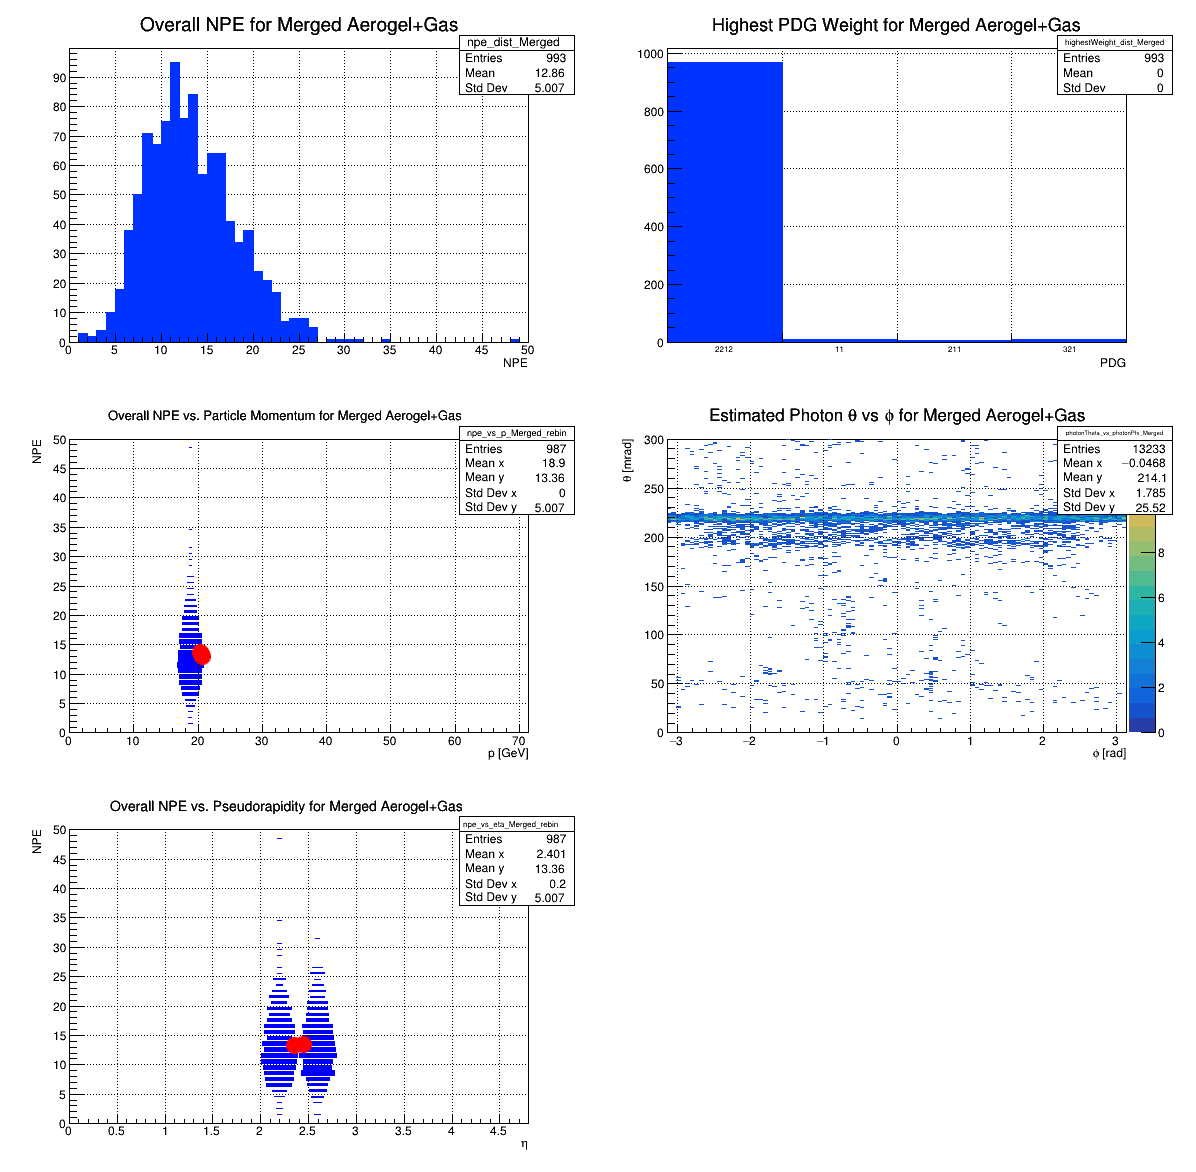 Overall NPE for Merged Aerogel+Gas
npe_dist_Merged
Entries 993
Mean 12.86
Std Dev 5.007
90
80
70
60
50
40
30
20
10
0
0 5 10 15 20 25 30 35 40 45 50
NPE
Highest PDG Weight for Merged Aerogel+Gas
highestWeight_dist_Merged
Entries 993
Mean 0
Std Dev 0
1000
800
600
400
200
0
2212 11 211 321
PDG
Overall NPE vs. Particle Momentum for Merged Aerogel+Gas
npe_vs_p_Merged_rebin
Entries 987
Mean x 18.9
Mean y 13.36
Std Dev x 0
Std Dev y 5.007
NPE
50
45
40
35
30
25
20
15
10
5
0
0 10 20 30 40 50 60 70
p [GeV]
Estimated Photon θ vs ϕ for Merged Aerogel+Gas
photonTheta_vs_photonPhi_Merged
Entries 13233
Mean x −0.0468
Mean y 214.1
Std Dev x 1.785
Std Dev y 25.52
θ [mrad]
300
250
200
150
100
50
0
−3 −2 −1 0 1 2 3
ϕ [rad]
8
6
4
2
0
Overall NPE vs. Pseudorapidity for Merged Aerogel+Gas
npe_vs_eta_Merged_rebin
Entries 987
Mean x 2.401
Mean y 13.36
Std Dev x 0.2
Std Dev y 5.007
NPE
50
45
40
35
30
25
20
15
10
5
0
0 0.5 1 1.5 2 2.5 3 3.5 4 4.5
η